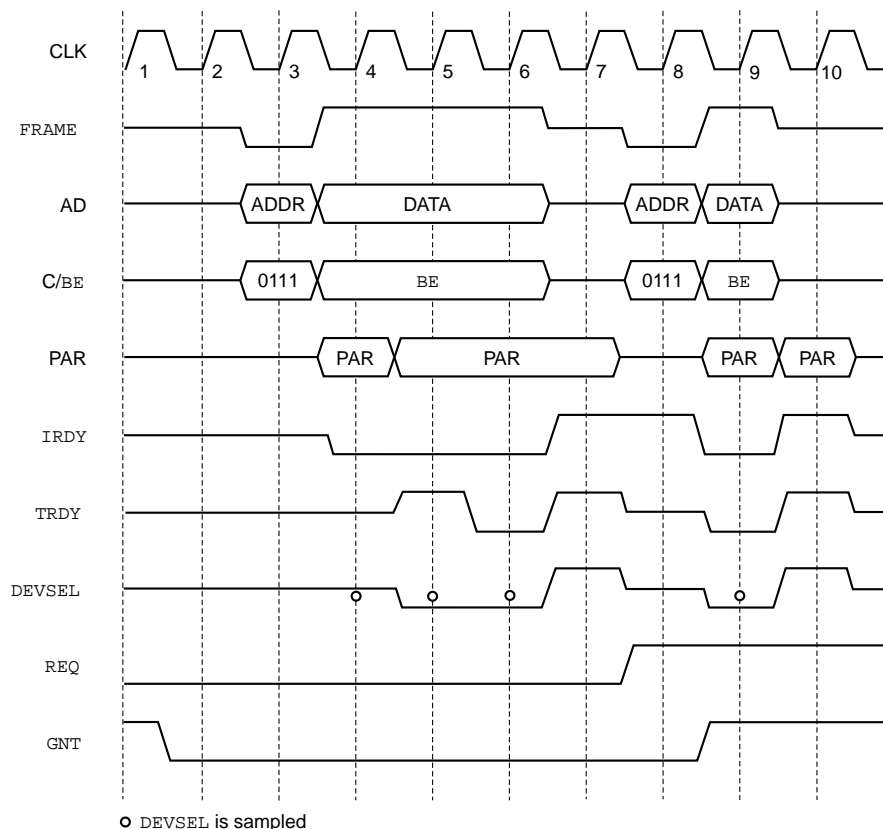 CLK
1 2 3 4 5 6 7 8 9 10
FRAME
AD
ADDR DATA ADDR DATA
C/BE
0111 BE 0111 BE
PAR
PAR PAR PAR PAR
IRDY
TRDY
DEVSEL
REQ
GNT
DEVSEL is sampled